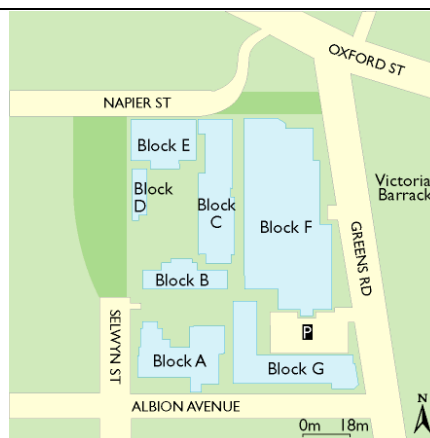 OXFORD ST
NAPIER ST
Block E
Block
D
Block
C
Block F
Victoria
Barrack
GREENS RD
Block B
SELWYN ST
P
Block A
Block G
ALBION AVENUE
N
0m 18m